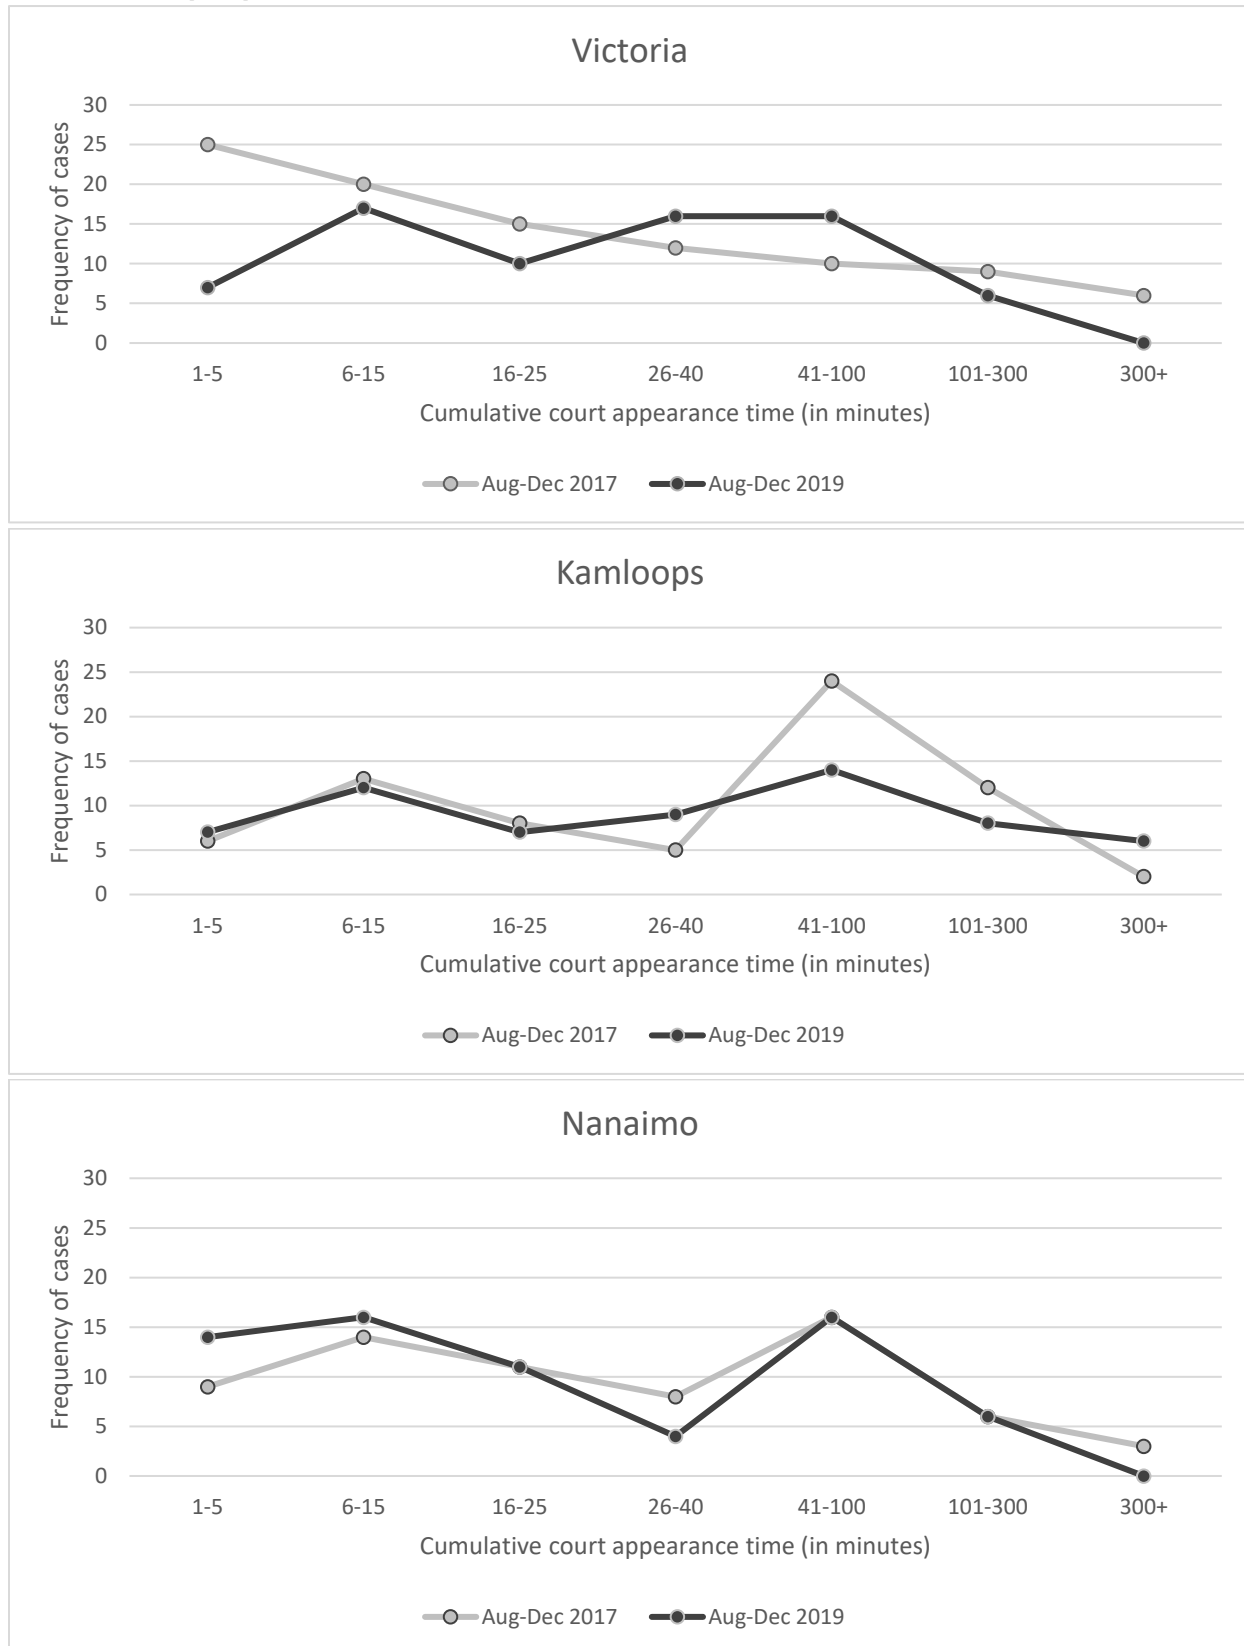 Victoria
30
25
20
15
10
5
0
Frequency of cases
1-5 6-15 16-25 26-40 41-100 101-300 300+
Cumulative court appearance time (in minutes)
Aug-Dec 2017 Aug-Dec 2019
Kamloops
30
25
20
15
10
5
0
Frequency of cases
1-5 6-15 16-25 26-40 41-100 101-300 300+
Cumulative court appearance time (in minutes)
Aug-Dec 2017 Aug-Dec 2019
Nanaimo
30
25
20
15
10
5
0
Frequency of cases
1-5 6-15 16-25 26-40 41-100 101-300 300+
Cumulative court appearance time (in minutes)
Aug-Dec 2017 Aug-Dec 2019